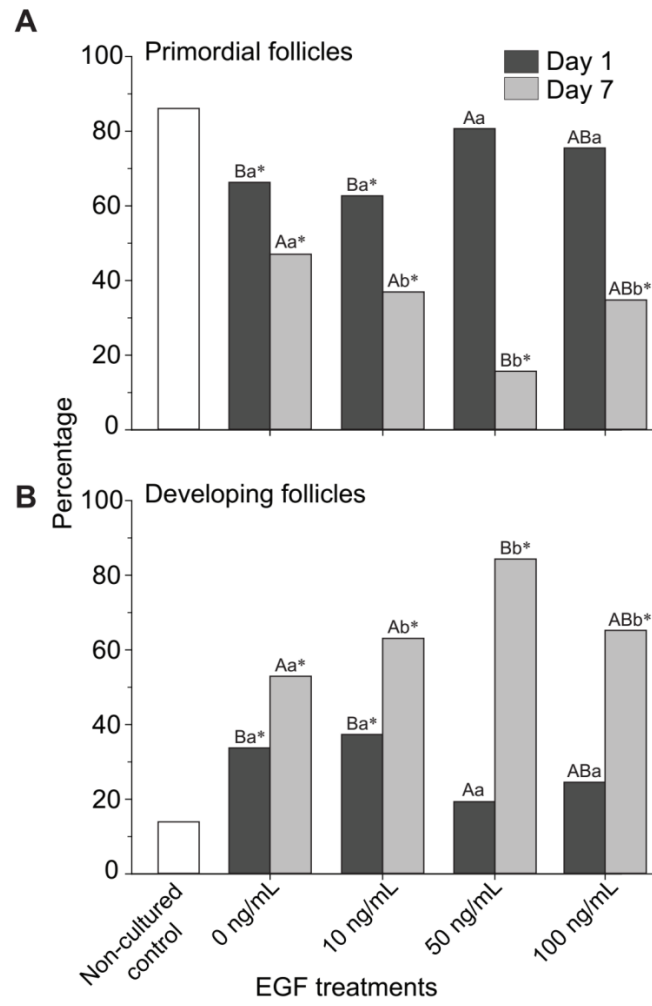 A
Primordial follicles
Day 1
Day 7
100
80
60
40
20
0
Ba*
Aa*
Ba*
Ab*
Aa
Bb*
ABa
ABb*
Percentage
B
Developing follicles
100
80
60
40
20
0
Ba*
Aa*
Ba*
Ab*
Aa
Bb*
ABa
ABb*
Non-cultured
control
0 ng/mL
10 ng/mL
50 ng/mL
100 ng/mL
EGF treatments